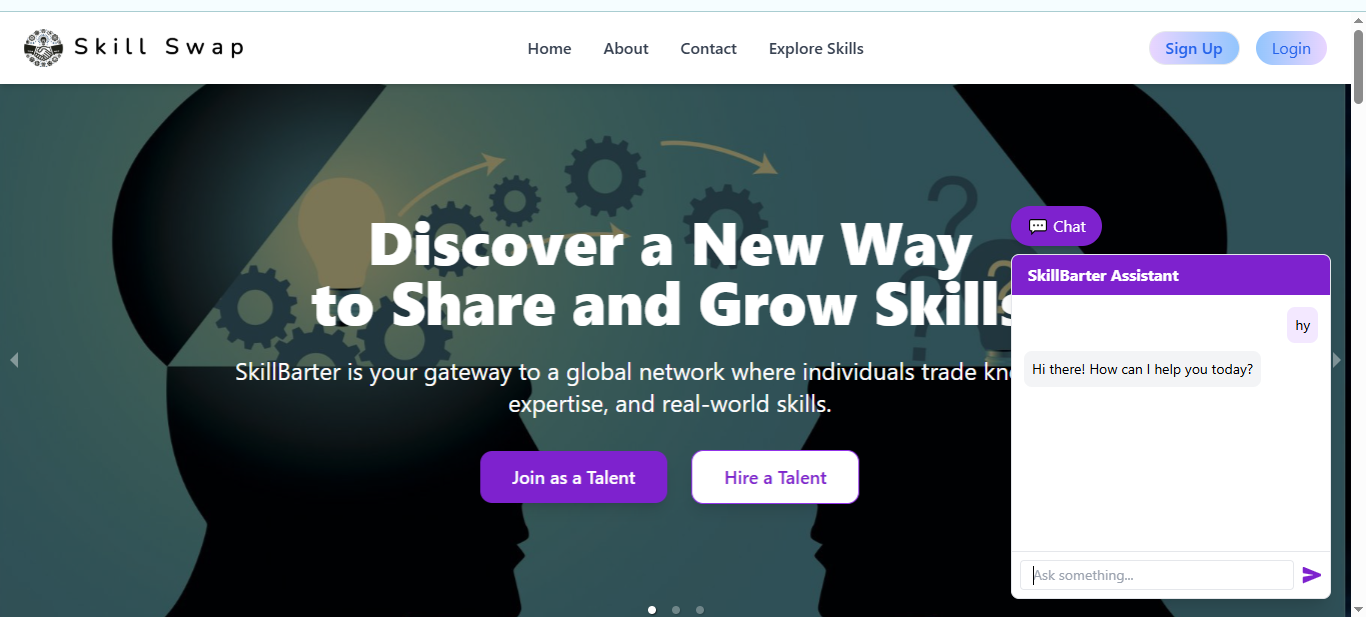 Skill Swap
Home About Contact Explore Skills
Sign Up Login
Discover a New Way
to Share and Grow Skills
SkillBarter is your gateway to a global network where individuals trade
expertise, and real-world skills.
Join as a Talent Hire a Talent
💬 Chat
SkillBarter Assistant
hy
Hi there! How can I help you today?
Ask something...